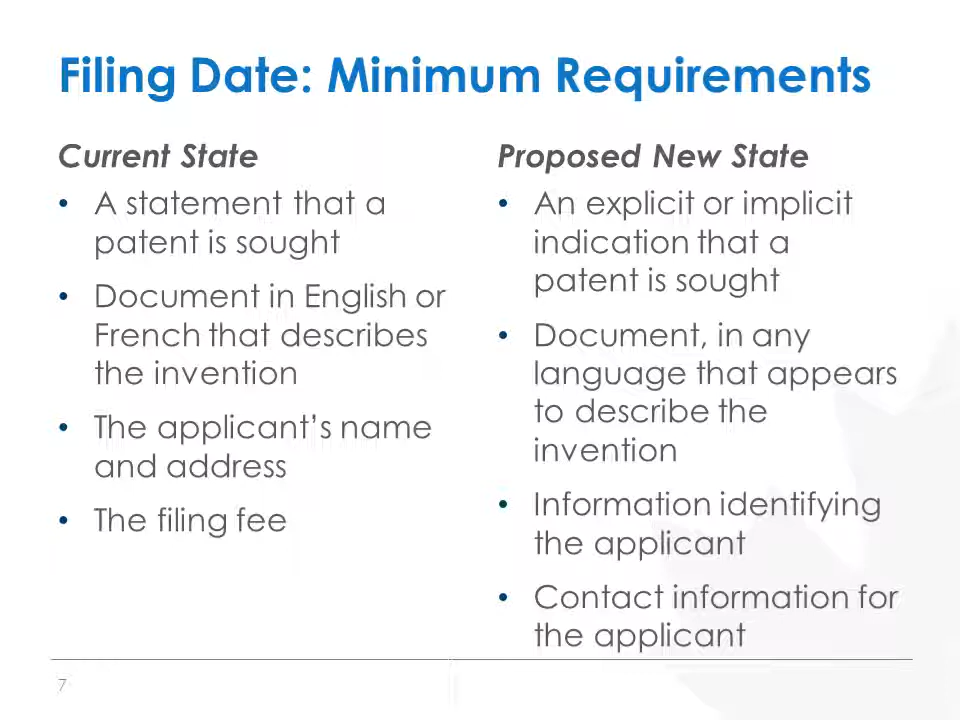 Filing Date: Minimum Requirements
Current State
• A statement that a
patent is sought
• Document in English or
French that describes
the invention
• The applicant’s name
and address
• The filing fee
Proposed New State
• An explicit or implicit
indication that a
patent is sought
• Document, in any
language that appears
to describe the
invention
• Information identifying
the applicant
• Contact information for
the applicant
7